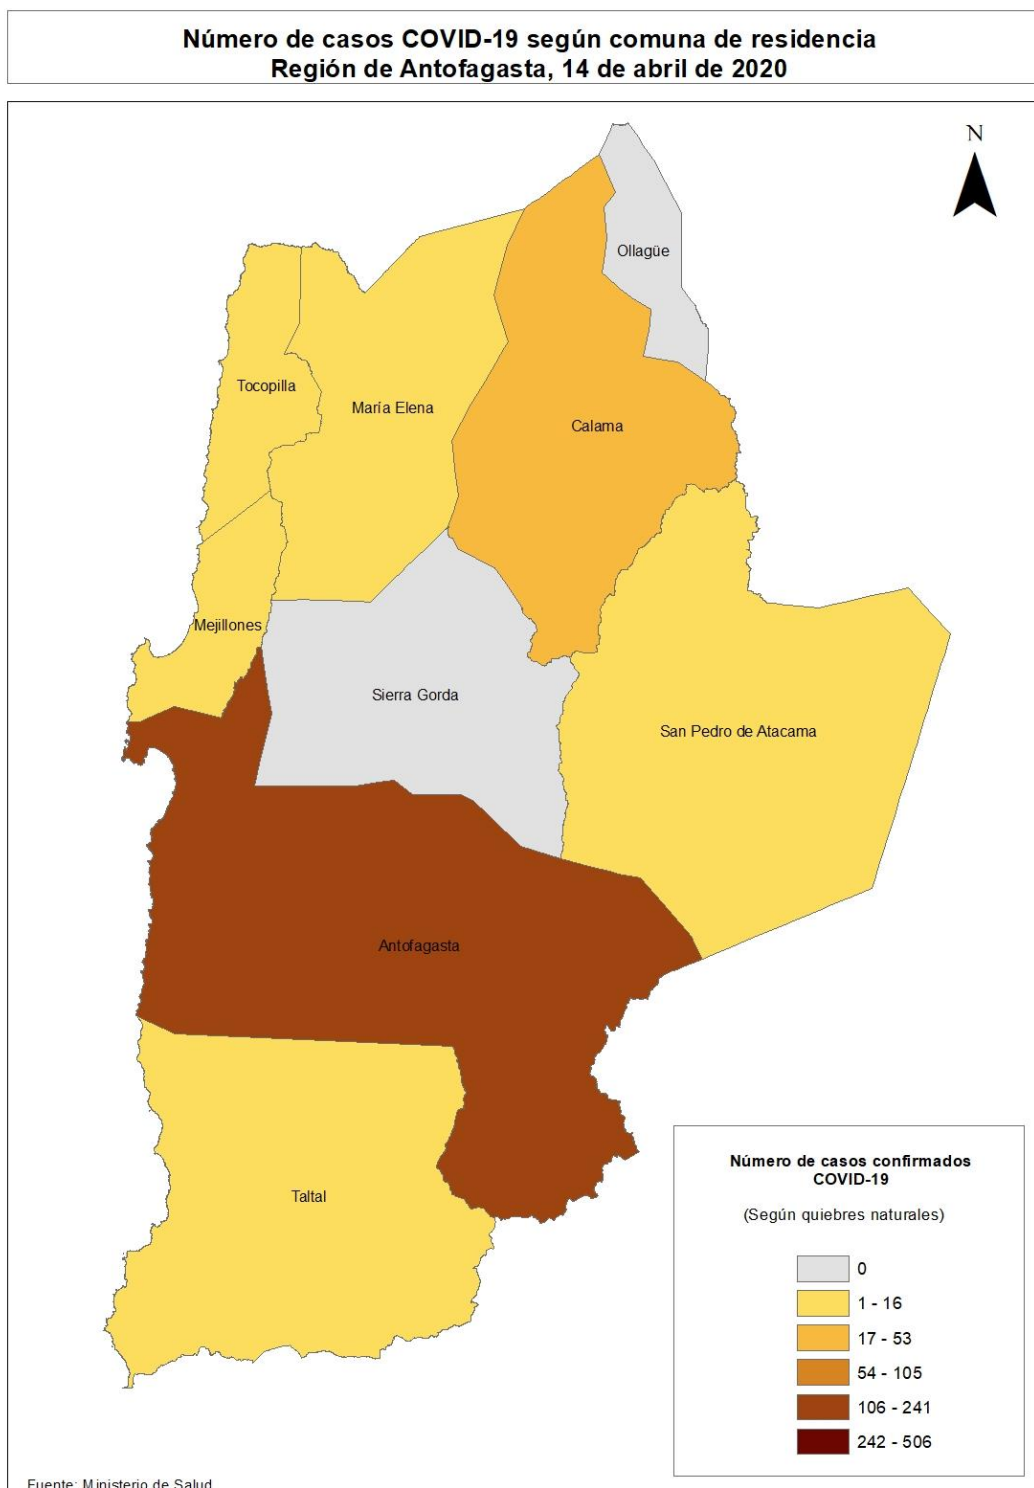 Número de casos COVID-19 según comuna de residencia
Región de Antofagasta, 14 de abril de 2020
N
Ollagüe
Tocopilla
María Elena
Calama
Mejillones
Sierra Gorda
San Pedro de Atacama
Antofagasta
Taltal
Número de casos confirmados
COVID-19
(Según quiebres naturales)
0
1 - 16
17 - 53
54 - 105
106 - 241
242 - 506
Fuente: Ministerio de Salud